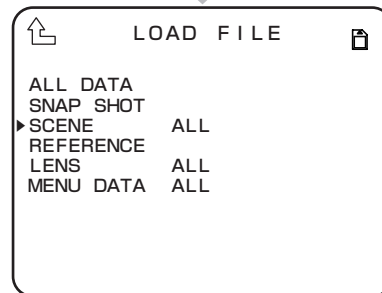 LOAD FILE
ALL DATA
SNAP SHOT
SCENE ALL
REFERENCE
LENS ALL
MENU DATA ALL